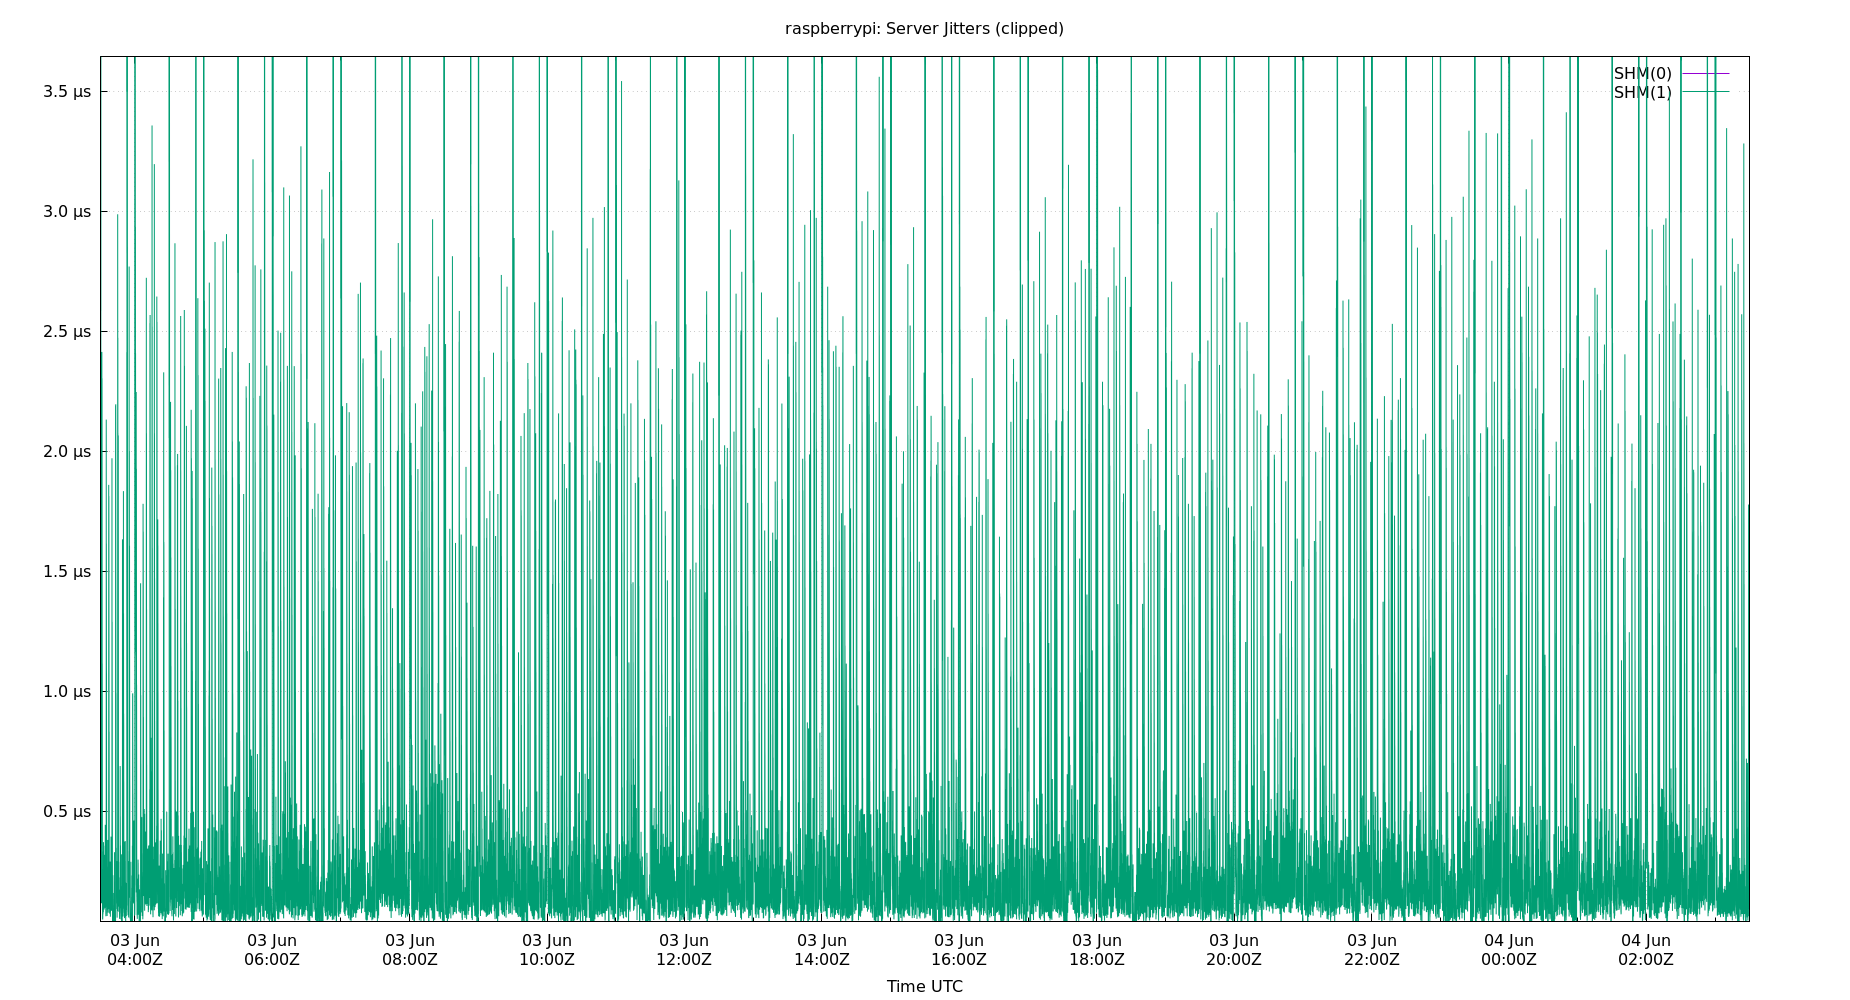 raspberrypi: Server Jitters (clipped)
SHM(0)
SHM(1)
3.5 µs
3.0 µs
2.5 µs
2.0 µs
1.5 µs
1.0 µs
0.5 µs
03 Jun 03 Jun 03 Jun 03 Jun 03 Jun 03 Jun 03 Jun 03 Jun 03 Jun 03 Jun 04 Jun 04 Jun
04:00Z 06:00Z 08:00Z 10:00Z 12:00Z 14:00Z 16:00Z 18:00Z 20:00Z 22:00Z 00:00Z 02:00Z
Time UTC